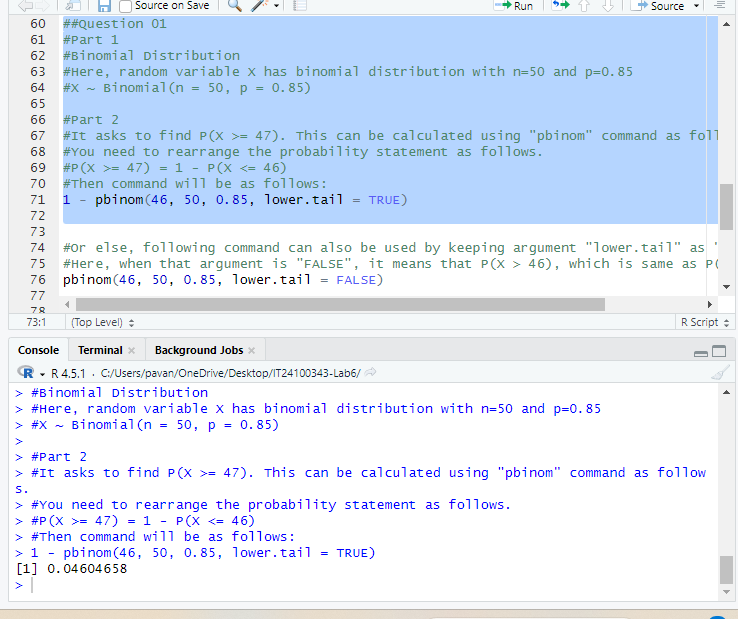 Source on Save Run Source
60 ##Question 01
61 #Part 1
62 #Binomial Distribution
63 #Here, random variable X has binomial distribution with n=50 and p=0.85
64 #X ~ Binomial(n = 50, p = 0.85)
65
66 #Part 2
67 #It asks to find P(X >= 47). This can be calculated using "pbinom" command as foll
68 #You need to rearrange the probability statement as follows.
69 #P(X >= 47) = 1 - P(X <= 46)
70 #Then command will be as follows:
71 1 - pbinom(46, 50, 0.85, lower.tail = TRUE)
72
73
74 #Or else, following command can also be used by keeping argument "lower.tail" as "
75 #Here, when that argument is "FALSE", it means that P(X > 46), which is same as P(
76 pbinom(46, 50, 0.85, lower.tail = FALSE)
77
78
73:1 (Top Level) R Script
Console Terminal Background Jobs
R 4.5.1 · C:/Users/pavan/OneDrive/Desktop/IT24100343-Lab6/
> #Binomial Distribution
> #Here, random variable X has binomial distribution with n=50 and p=0.85
> #X ~ Binomial(n = 50, p = 0.85)
>
> #Part 2
> #It asks to find P(X >= 47). This can be calculated using "pbinom" command as follow
s.
> #You need to rearrange the probability statement as follows.
> #P(X >= 47) = 1 - P(X <= 46)
> #Then command will be as follows:
> 1 - pbinom(46, 50, 0.85, lower.tail = TRUE)
[1] 0.04604658
>